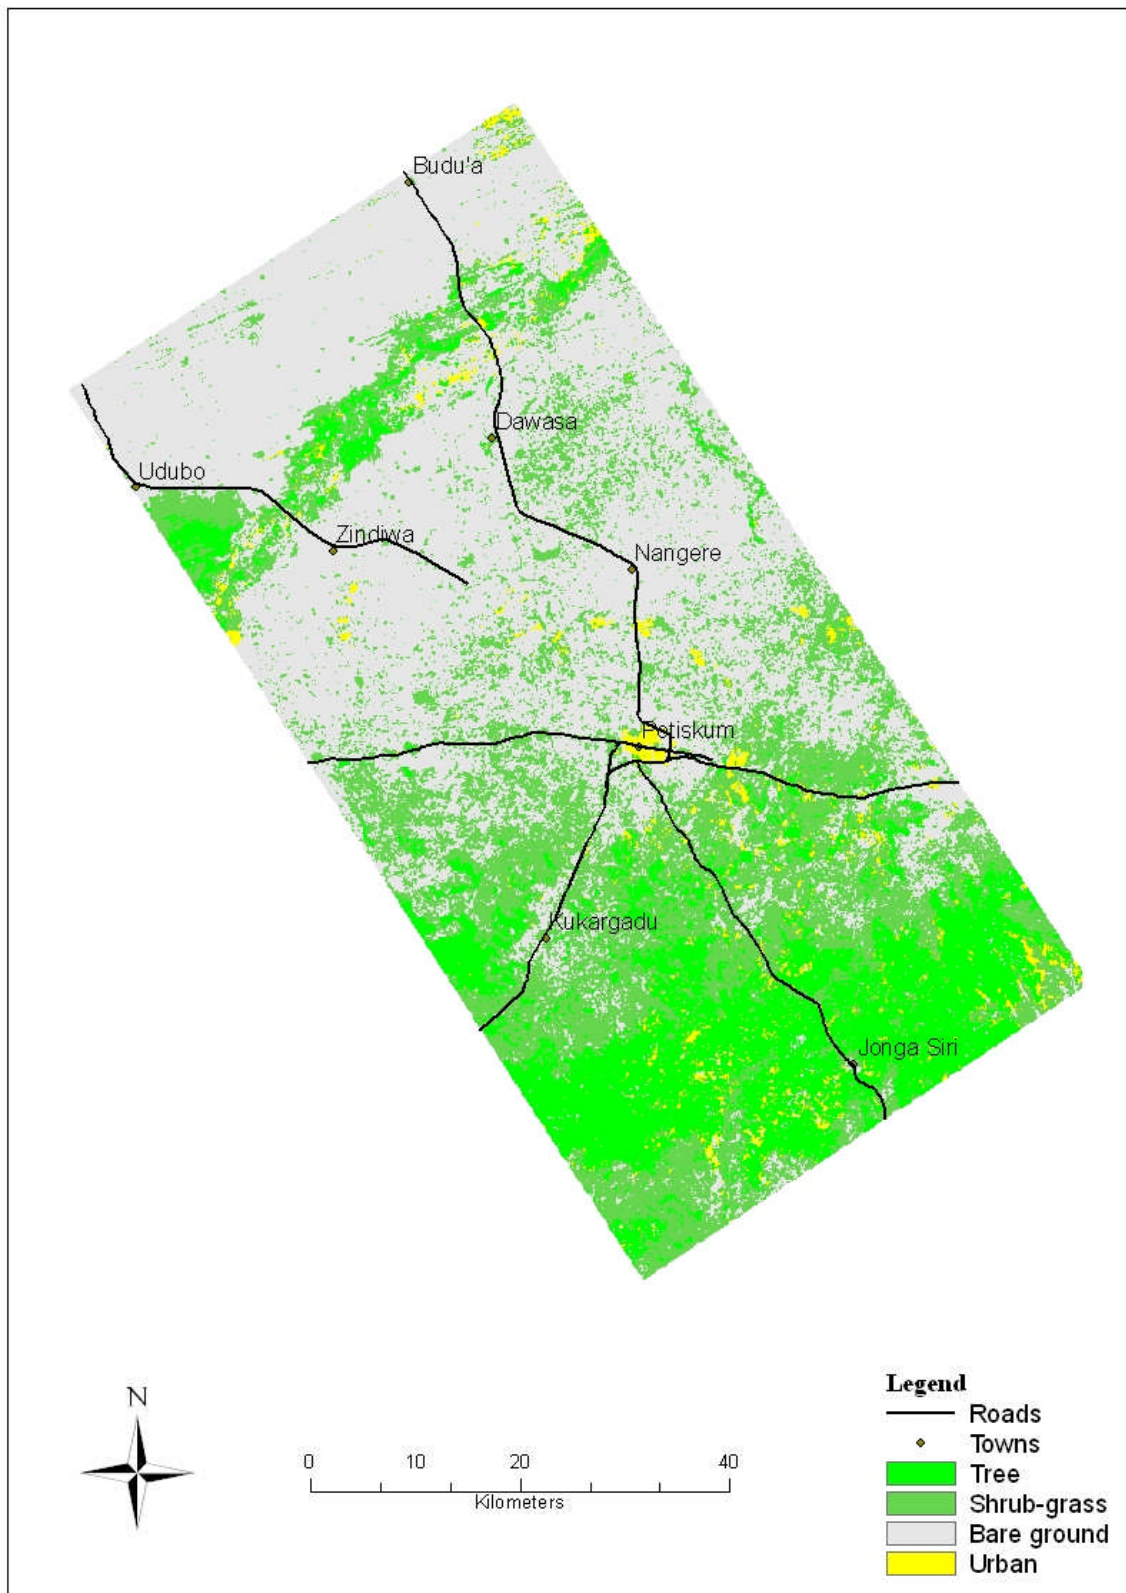 Budu'a
Dawasa
Udubo
Zindiwa
Nangere
Potiskum
Kukargadu
Jonga Siri
N
0 10 20 40
Kilometers
Legend
Roads
Towns
Tree
Shrub-grass
Bare ground
Urban